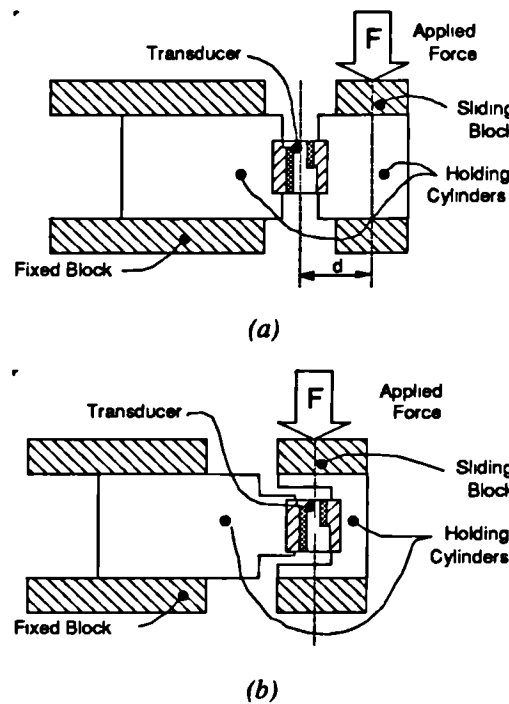 F
Applied
Force
Transducer
Sliding
Block
Holding
Cylinders
Fixed Block
d
(a)
F
Applied
Force
Transducer
Sliding
Block
Holding
Cylinders
Fixed Block
(b)